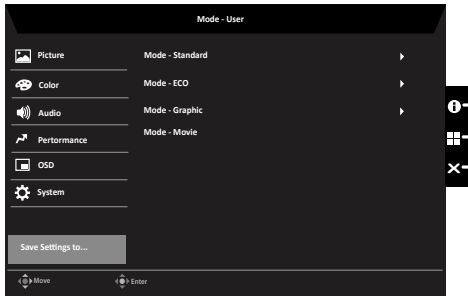 Mode - User
Picture
Color
Audio
Pertormance
OSD
System
Save Settings to...
Mode - Standard
Mode - ECO
Mode - Graphic
Mode - Movie
Move
Enter